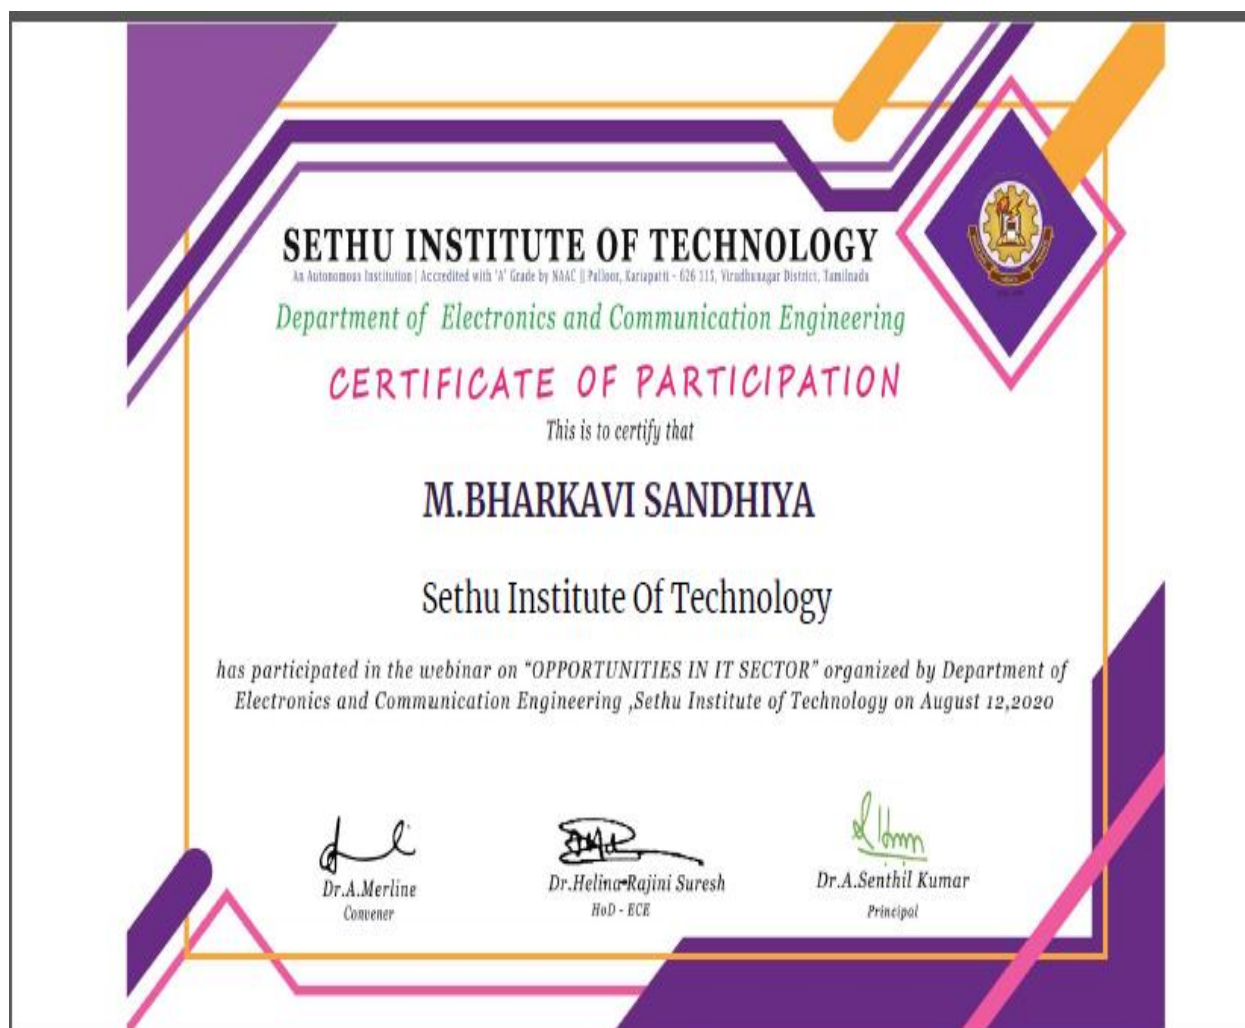 SETHU INSTITUTE OF TECHNOLOGY
An Autonomous Institution | Accredited with 'A' Grade by NAAC || Pulloor, Kariapatti - 626 115, Virudhunagar District, Tamilnadu
Department of Electronics and Communication Engineering
CERTIFICATE OF PARTICIPATION
This is to certify that
M.BHARKAVI SANDHIYA
Sethu Institute Of Technology
has participated in the webinar on “OPPORTUNITIES IN IT SECTOR” organized by Department of
Electronics and Communication Engineering ,Sethu Institute of Technology on August 12,2020
Dr.A.Merline
Convener
Dr.Helina Rajini Suresh
HoD - ECE
Dr.A.Senthil Kumar
Principal